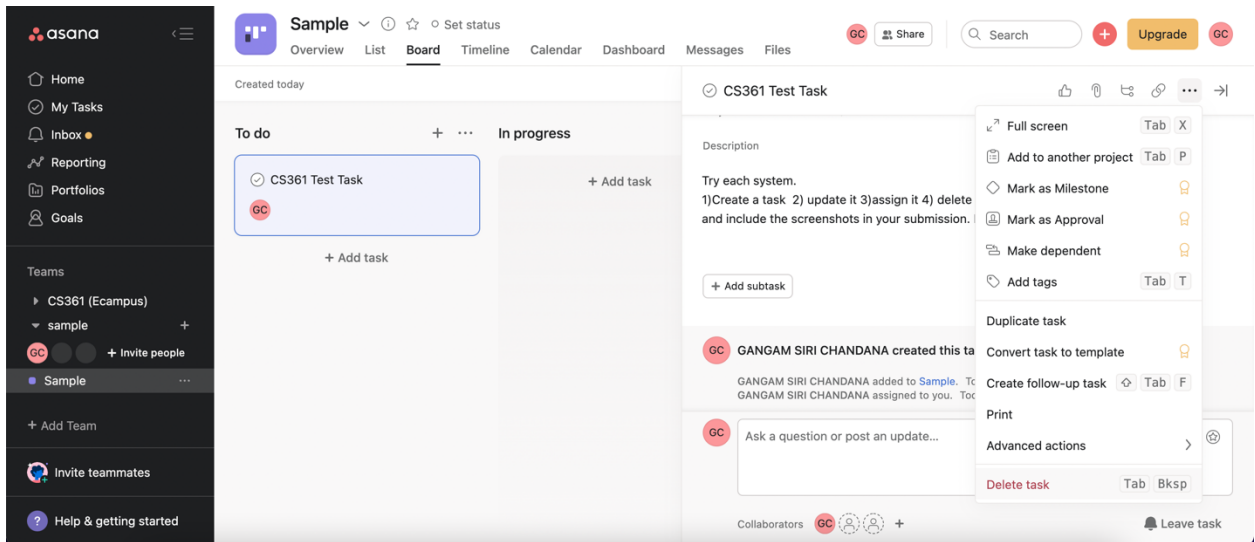 asana
Home
My Tasks
Inbox
Reporting
Portfolios
Goals
Teams
CS361 (Ecampus)
sample
+
GC
+ Invite people
Sample
...
+ Add Team
Invite teammates
? Help & getting started
Sample
Set status
Overview List Board Timeline Calendar Dashboard Messages Files
GC
Share
Search
+
Upgrade
GC
Created today
To do + ...
CS361 Test Task
GC
+ Add task
In progress
+ Add task
CS361 Test Task
...
Description
Try each system.
1)Create a task 2) update it 3)assign it 4) delete
and include the screenshots in your submission.
+ Add subtask
GC GANGAM SIRI CHANDANA created this ta
GANGAM SIRI CHANDANA added to Sample. To
GANGAM SIRI CHANDANA assigned to you. Toc
GC Ask a question or post an update...
Collaborators GC +
Leave task
Full screen Tab X
Add to another project Tab P
Mark as Milestone
Mark as Approval
Make dependent
Add tags Tab T
Duplicate task
Convert task to template
Create follow-up task Tab F
Print
Advanced actions
Delete task Tab Bksp